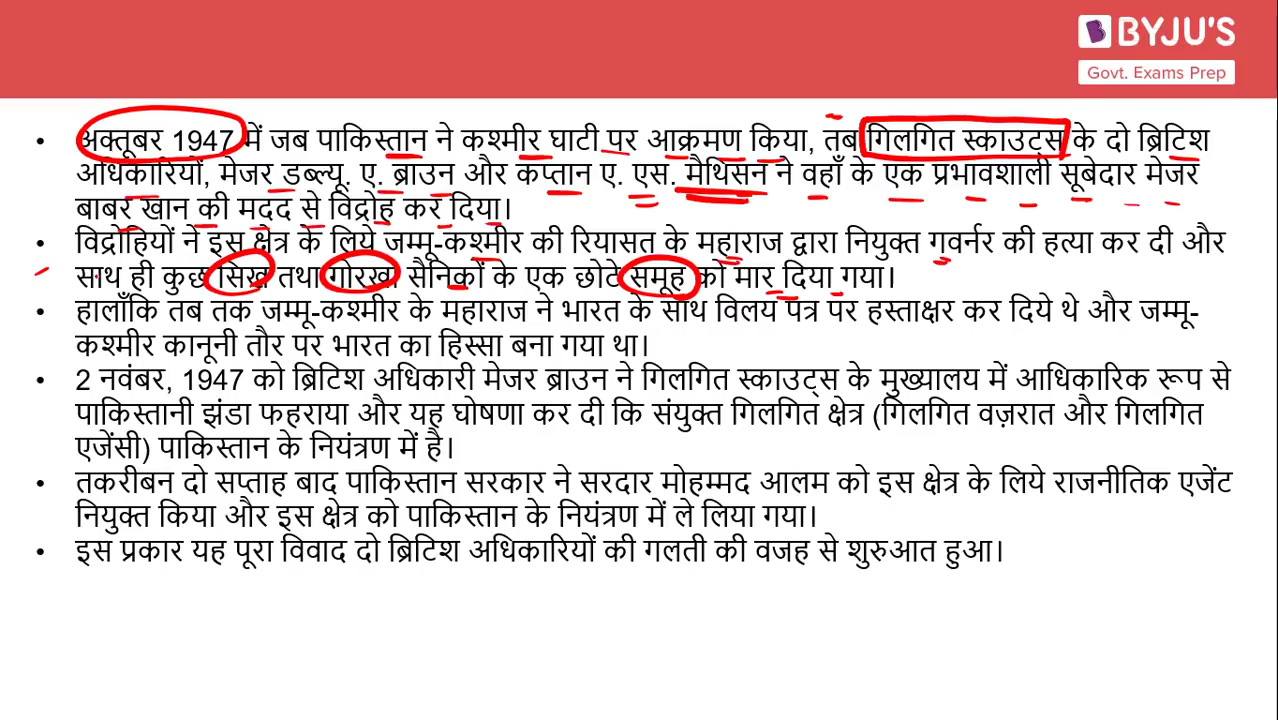 BYJU'S
Govt. Exams Prep
• अक्तूबर 1947 में जब पाकिस्तान ने कश्मीर घाटी पर आक्रमण किया, तब गिलगित स्काउट्स के दो ब्रिटिश
अधिकारियों, मेजर डब्ल्यू. ए. ब्राउन और कप्तान ए. एस. मैथिसन ने वहाँ के एक प्रभावशाली सूबेदार मेजर
बाबर खान की मदद से विद्रोह कर दिया।
• विद्रोहियों ने इस क्षेत्र के लिये जम्मू-कश्मीर की रियासत के महाराज द्वारा नियुक्त गवर्नर की हत्या कर दी और
साथ ही कुछ सिख तथा गोरखा सैनिकों के एक छोटे समूह को मार दिया गया।
• हालाँकि तब तक जम्मू-कश्मीर के महाराज ने भारत के साथ विलय पत्र पर हस्ताक्षर कर दिये थे और जम्मू-
कश्मीर कानूनी तौर पर भारत का हिस्सा बना गया था।
• 2 नवंबर, 1947 को ब्रिटिश अधिकारी मेजर ब्राउन ने गिलगित स्काउट्स के मुख्यालय में आधिकारिक रूप से
पाकिस्तानी झंडा फहराया और यह घोषणा कर दी कि संयुक्त गिलगित क्षेत्र (गिलगित वज़रात और गिलगित
एजेंसी) पाकिस्तान के नियंत्रण में है।
• तकरीबन दो सप्ताह बाद पाकिस्तान सरकार ने सरदार मोहम्मद आलम को इस क्षेत्र के लिये राजनीतिक एजेंट
नियुक्त किया और इस क्षेत्र को पाकिस्तान के नियंत्रण में ले लिया गया।
• इस प्रकार यह पूरा विवाद दो ब्रिटिश अधिकारियों की गलती की वजह से शुरुआत हुआ।